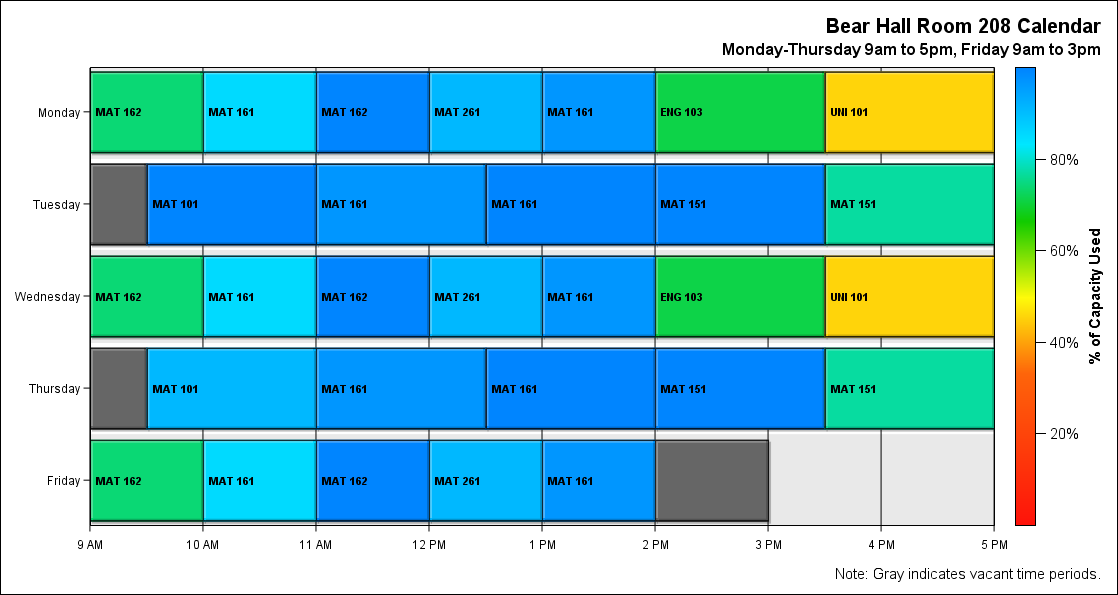 Bear Hall Room 208 Calendar
Monday-Thursday 9am to 5pm, Friday 9am to 3pm
Monday MAT 162 MAT 161 MAT 162 MAT 261 MAT 161 ENG 103 UNI 101
Tuesday MAT 101 MAT 161 MAT 161 MAT 151 MAT 151
Wednesday MAT 162 MAT 161 MAT 162 MAT 261 MAT 161 ENG 103 UNI 101
Thursday MAT 101 MAT 161 MAT 161 MAT 151 MAT 151
Friday MAT 162 MAT 161 MAT 162 MAT 261 MAT 161
9 AM 10 AM 11 AM 12 PM 1 PM 2 PM 3 PM 4 PM 5 PM
80%
60%
40%
20%
% of Capacity Used
Note: Gray indicates vacant time periods.